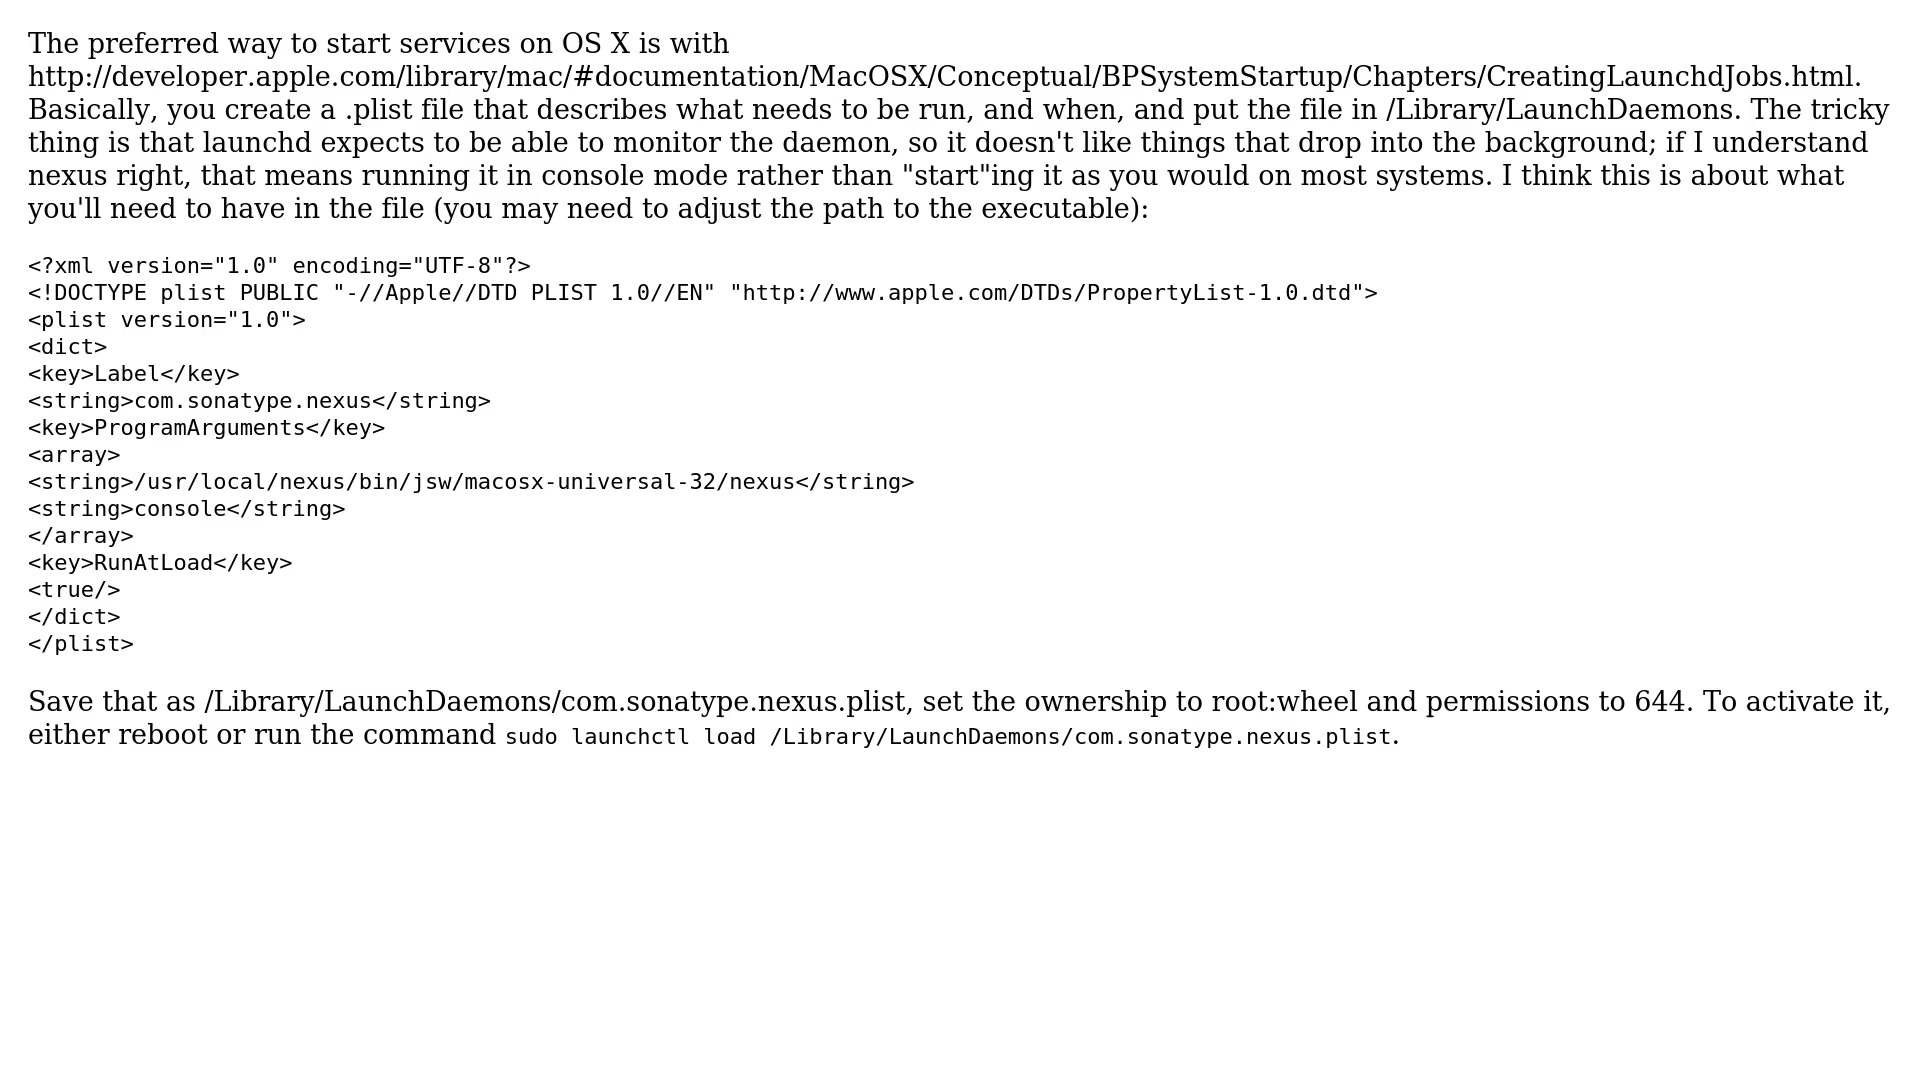 The preferred way to start services on OS X is with
http://developer.apple.com/library/mac/#documentation/MacOSX/Conceptual/BPSystemStartup/Chapters/CreatingLaunchdJobs.html.
Basically, you create a .plist file that describes what needs to be run, and when, and put the file in /Library/LaunchDaemons. The tricky
thing is that launchd expects to be able to monitor the daemon, so it doesn't like things that drop into the background; if I understand
nexus right, that means running it in console mode rather than "start"ing it as you would on most systems. I think this is about what
you'll need to have in the file (you may need to adjust the path to the executable):
<?xml version="1.0" encoding="UTF-8"?>
<!DOCTYPE plist PUBLIC "-//Apple//DTD PLIST 1.0//EN" "http://www.apple.com/DTDs/PropertyList-1.0.dtd">
<plist version="1.0">
<dict>
<key>Label</key>
<string>com.sonatype.nexus</string>
<key>ProgramArguments</key>
<array>
<string>/usr/local/nexus/bin/jsw/macosx-universal-32/nexus</string>
<string>console</string>
</array>
<key>RunAtLoad</key>
<true/>
</dict>
</plist>
Save that as /Library/LaunchDaemons/com.sonatype.nexus.plist, set the ownership to root:wheel and permissions to 644. To activate it,
either reboot or run the command sudo launchctl load /Library/LaunchDaemons/com.sonatype.nexus.plist.